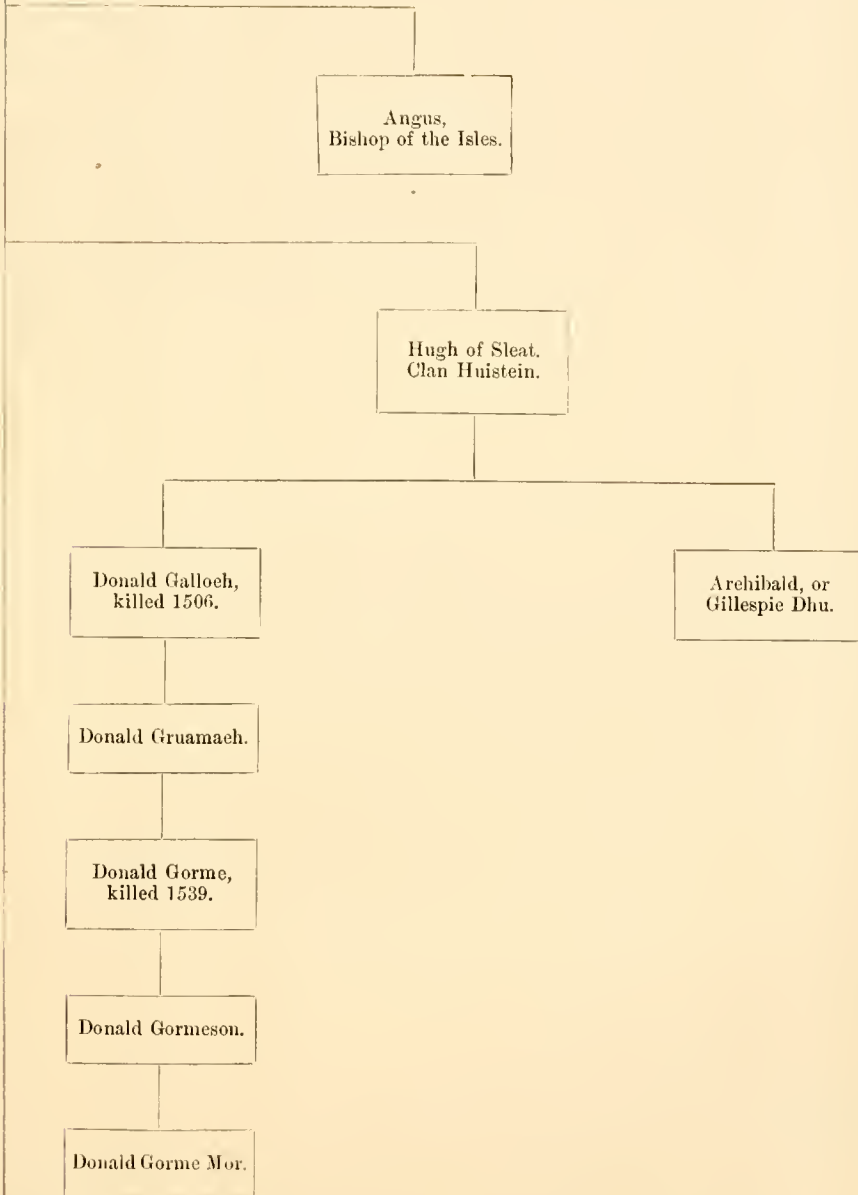 Angus,
Bishop of the Isles.
Hugh of Sleat.
Clan Huistein.
Donald Galloch,
killed 1506.
Archibald, or
Gillespie Dhu.
Donald Gruamach.
Donald Gorme,
killed 1539.
Donald Gormeson.
Donald Gorme Mor.